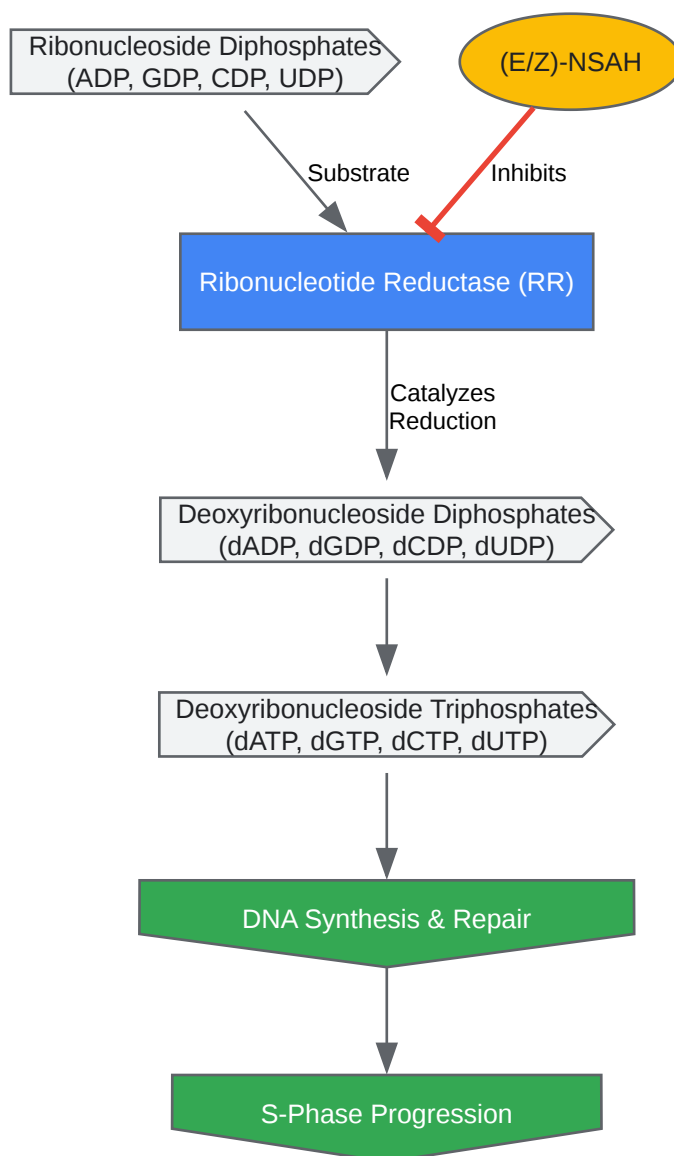 Ribonucleoside Diphosphates
(ADP, GDP, CDP, UDP)
(E/Z)-NSAH
Substrate
Inhibits
Ribonucleotide Reductase (RR)
Catalyzes
Reduction
Deoxyribonucleoside Diphosphates
(dADP, dGDP, dCDP, dUDP)
Deoxyribonucleoside Triphosphates
(dATP, dGTP, dCTP, dUTP)
DNA Synthesis & Repair
S-Phase Progression